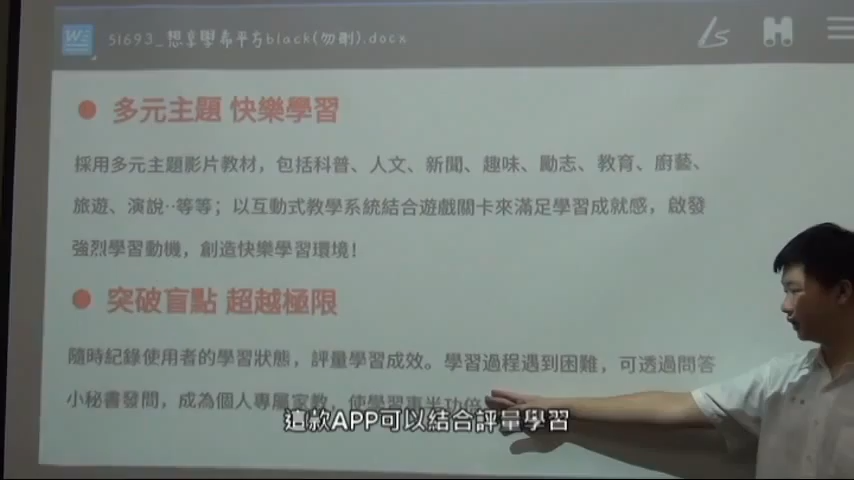 51693_想享學希平方black(勿刪).docx
多元主題 快樂學習
採用多元主題影片教材，包括科普、人文、新聞、趣味、勵志、教育、廚藝、
旅遊、演說‥等等；以互動式教學系統結合遊戲關卡來滿足學習成就感，啟發
強烈學習動機，創造快樂學習環境！
突破盲點 超越極限
隨時紀錄使用者的學習狀態，評量學習成效。學習過程遇到困難，可透過問答
小秘書發問，成為個人專屬家教，使學習事半功倍
這款APP可以結合評量學習